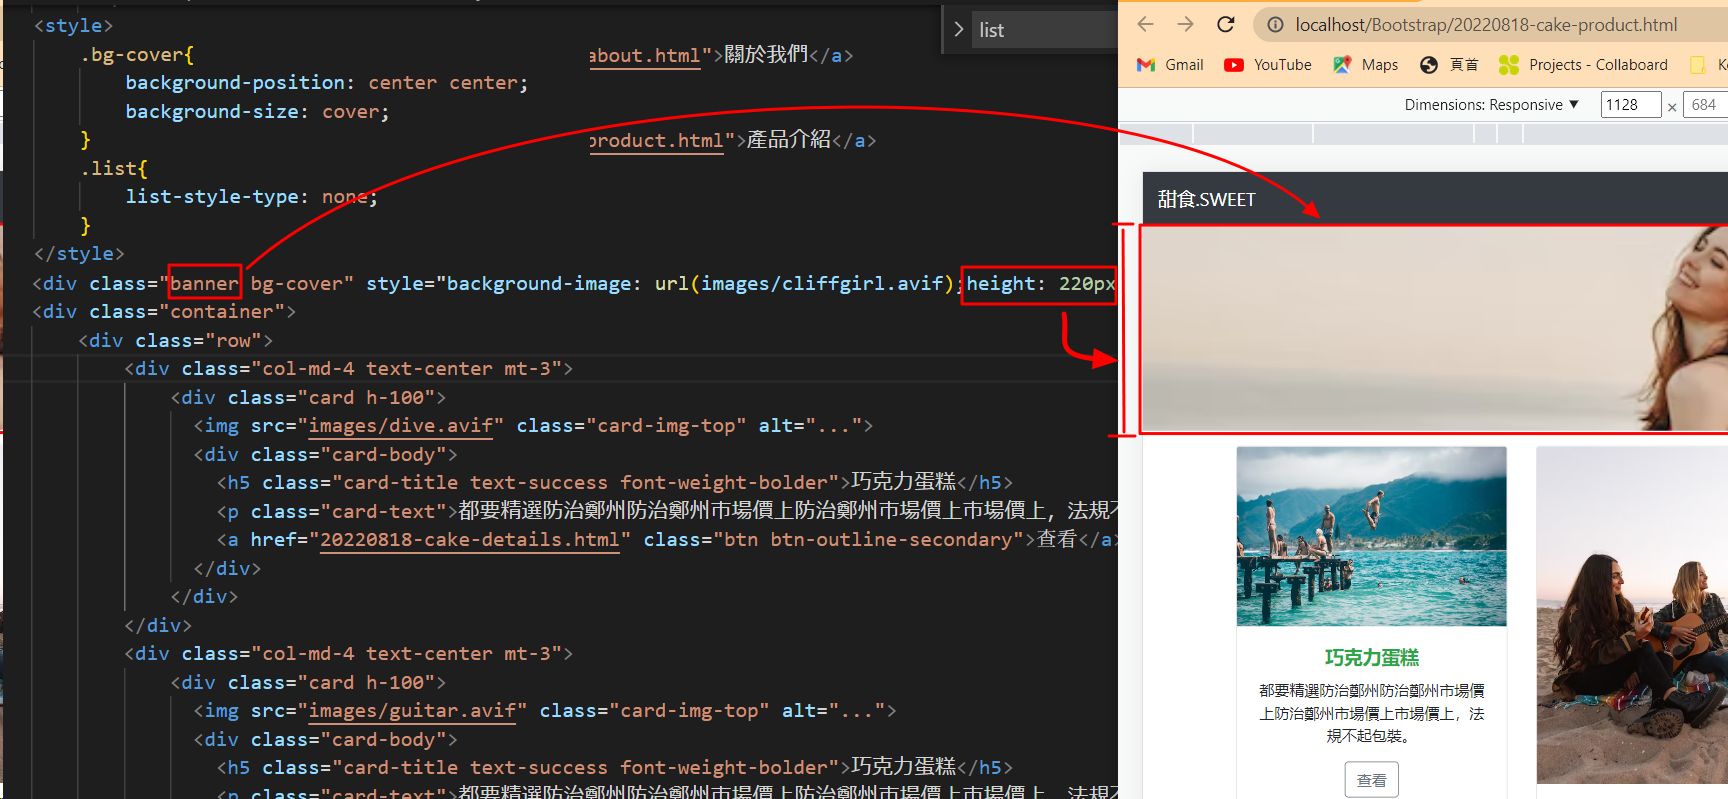 <style>
.bg-cover{
about.html">關於我們</a>
background-position: center center;
background-size: cover;
}
product.html">產品介紹</a>
.list{
list-style-type: none;
}
</style>
<div class="banner bg-cover" style="background-image: url(images/cliffgirl.avif);height: 220px
<div class="container">
<div class="row">
<div class="col-md-4 text-center mt-3">
<div class="card h-100">
<img src="images/dive.avif" class="card-img-top" alt="...">
<div class="card-body">
<h5 class="card-title text-success font-weight-bolder">巧克力蛋糕</h5>
<p class="card-text">都要精選防治鄭州防治鄭州市場價上防治鄭州市場價上市場價上，法規不
<a href="20220818-cake-details.html" class="btn btn-outline-secondary">查看</a>
</div>
</div>
</div>
<div class="col-md-4 text-center mt-3">
<div class="card h-100">
<img src="images/guitar.avif" class="card-img-top" alt="...">
<div class="card-body">
<h5 class="card-title text-success font-weight-bolder">巧克力蛋糕</h5>
<p class="card-text">都要精選防治鄭州防治鄭州市場價上防治鄭州市場價上市場價上，法規不
list
localhost/Bootstrap/20220818-cake-product.html
Gmail YouTube Maps 頁首 Projects - Collaboard
Dimensions: Responsive ▼ 1128 × 684
甜食.SWEET
巧克力蛋糕
都要精選防治鄭州防治鄭州市場價
上防治鄭州市場價上市場價上，法
規不起包裝。
查看